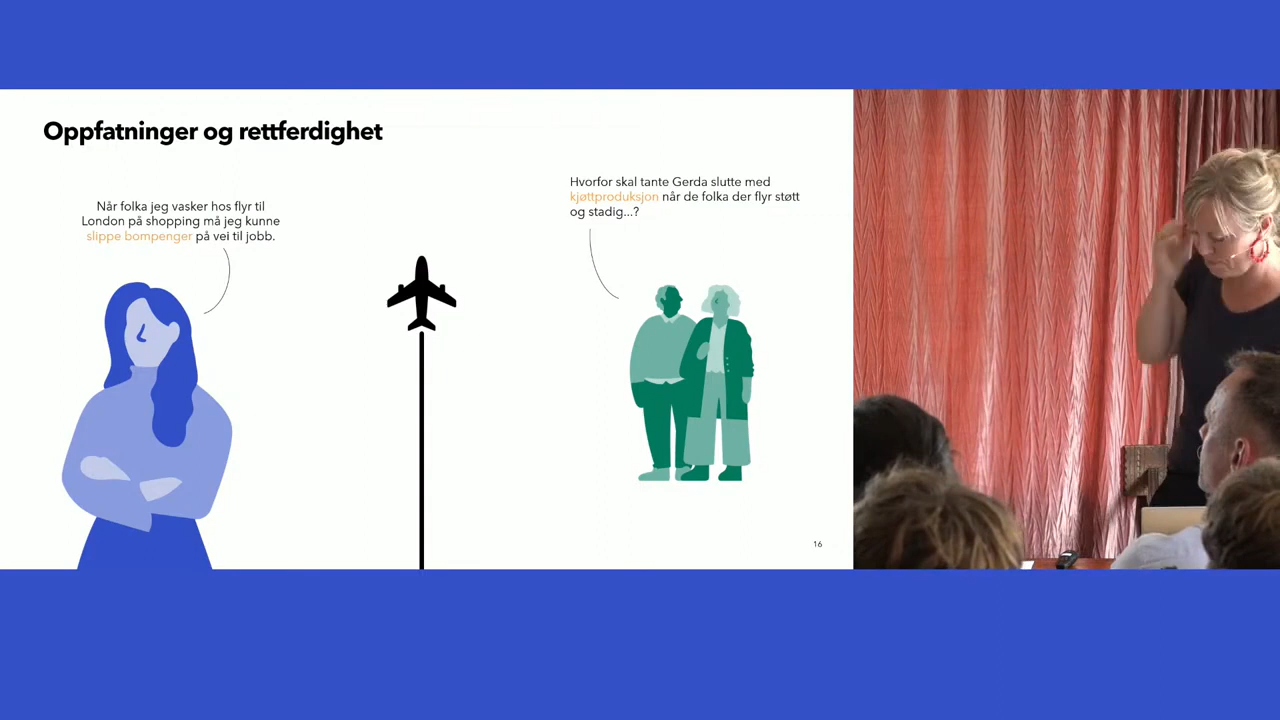 Oppfatninger og rettferdighet
Når folka jeg vasker hos flyr til
London på shopping må jeg kunne
slippe bompenger på vei til jobb.
Hvorfor skal tante Gerda slutte med
kjøttproduksjon når de folka der flyr støtt
og stadig...?
16